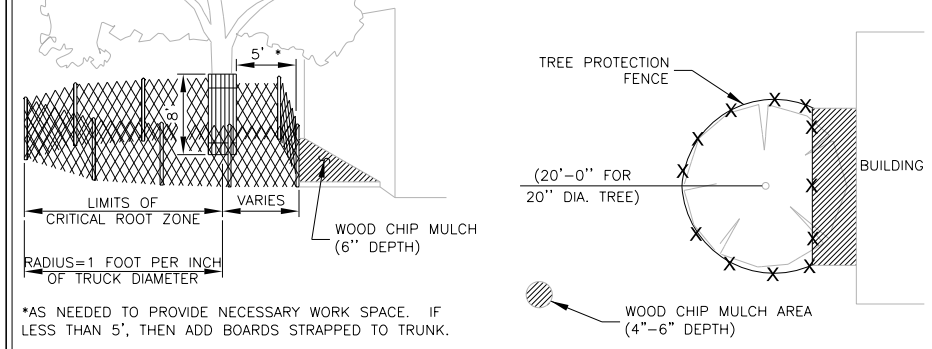 5' *
8'
LIMITS OF
CRITICAL ROOT ZONE
VARIES
WOOD CHIP MULCH
(6" DEPTH)
RADIUS=1 FOOT PER INCH
OF TRUCK DIAMETER
*AS NEEDED TO PROVIDE NECESSARY WORK SPACE. IF
LESS THAN 5', THEN ADD BOARDS STRAPPED TO TRUNK.
TREE PROTECTION
FENCE
(20'-0" FOR
20" DIA. TREE)
BUILDING
WOOD CHIP MULCH AREA
(4"-6" DEPTH)